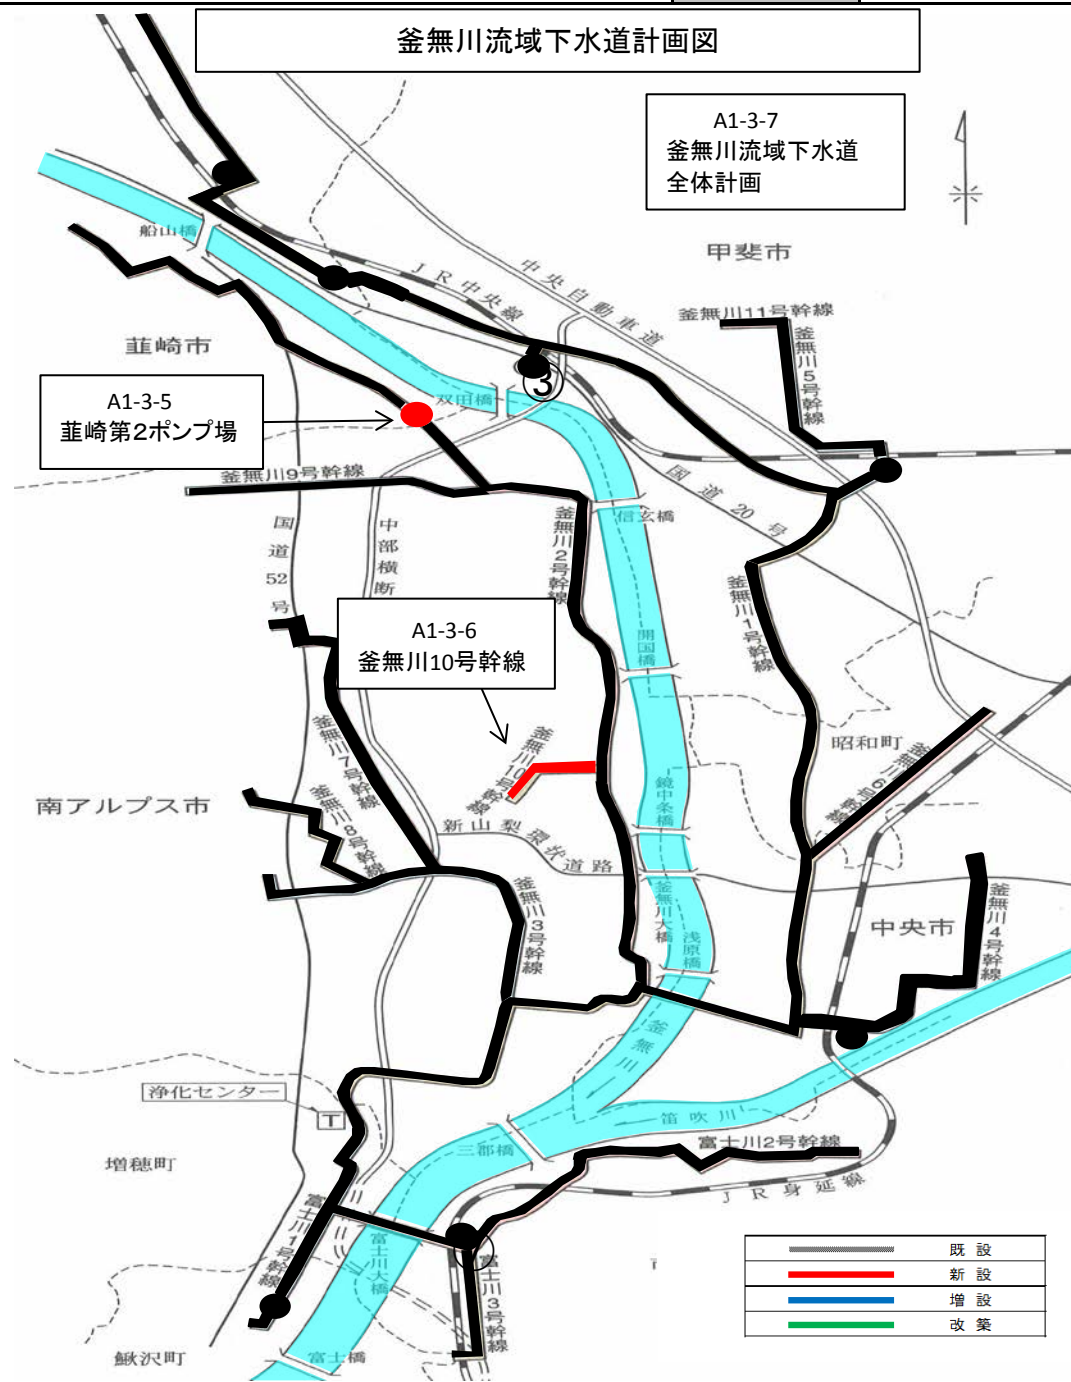 釜無川流域下水道計画図
A1-3-7
釜無川流域下水道
全体計画
船山橋
JR中央線
中央自動車道
甲斐市
釜無川11号幹線
釜無川5号幹線
韮崎市
A1-3-5
韮崎第2ポンプ場
双田橋
3
釜無川9号幹線
国道20号
信玄橋
国道52号
中部横断
釜無川2号幹線
釜無川1号幹線
A1-3-6
釜無川10号幹線
開国橋
釜無川10号幹線
釜無川7号幹線
釜無川8号幹線
南アルプス市
新山梨環状道路
鏡中条橋
昭和町
釜無川6号幹線
釜無川3号幹線
釜無川大橋
浅原橋
中央市
釜無川4号幹線
釜無川
笛吹川
浄化センター
T
増穂町
三郡橋
富士川2号幹線
JR身延線
富士川1号幹線
富士川大橋
富士川3号幹線
鰍沢町
富士橋
既設
新設
増設
改築